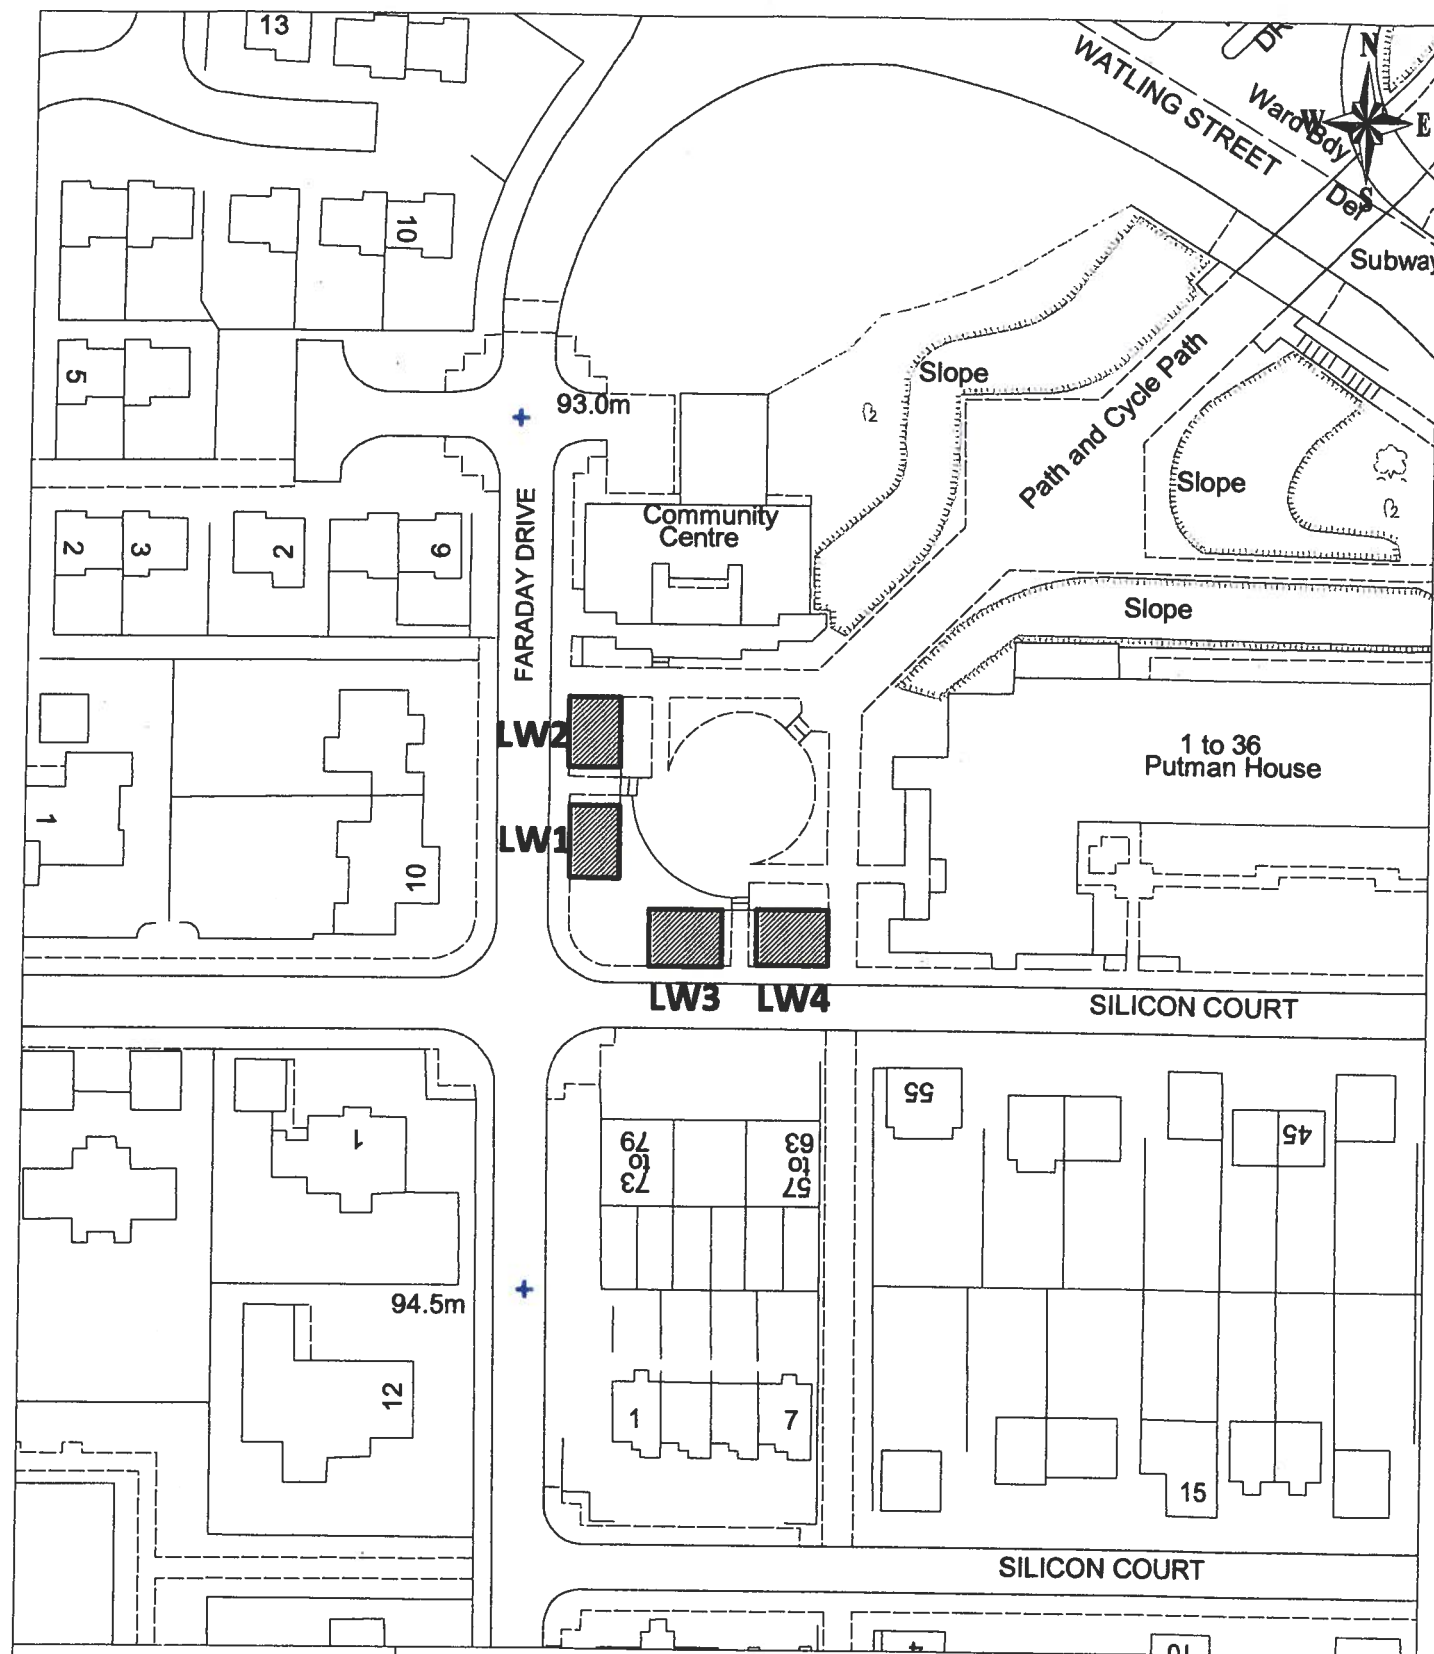 13
DR
N
WATLING STREET
Ward Bdy
W
E
S
Def
10
Subway
5
Slope
93.0m
Path and Cycle Path
Slope
Community
Centre
FARADAY DRIVE
2
3
2
9
Slope
LW2
1 to 36
Putman House
1
LW1
10
LW3
LW4
SILICON COURT
55
45
1
79
to
73
63
to
57
94.5m
12
1
7
15
SILICON COURT